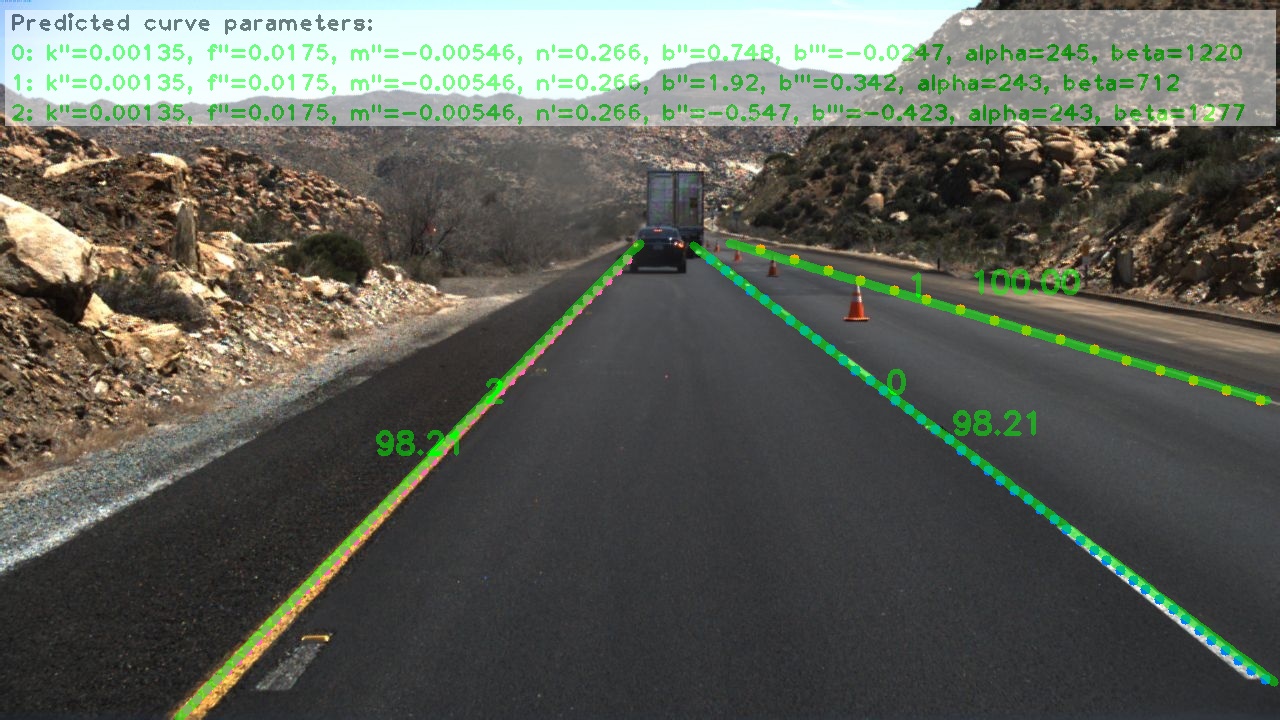 Predicted curve parameters:
0: k''=0.00135, f''=0.0175, m''=-0.00546, n'=0.266, b''=0.748, b'''=-0.0247, alpha=245, beta=1220
1: k''=0.00135, f''=0.0175, m''=-0.00546, n'=0.266, b''=1.92, b'''=0.342, alpha=243, beta=712
2: k''=0.00135, f''=0.0175, m''=-0.00546, n'=0.266, b''=-0.547, b'''=-0.423, alpha=243, beta=1277
1 100.00
2 0
98.21 98.21